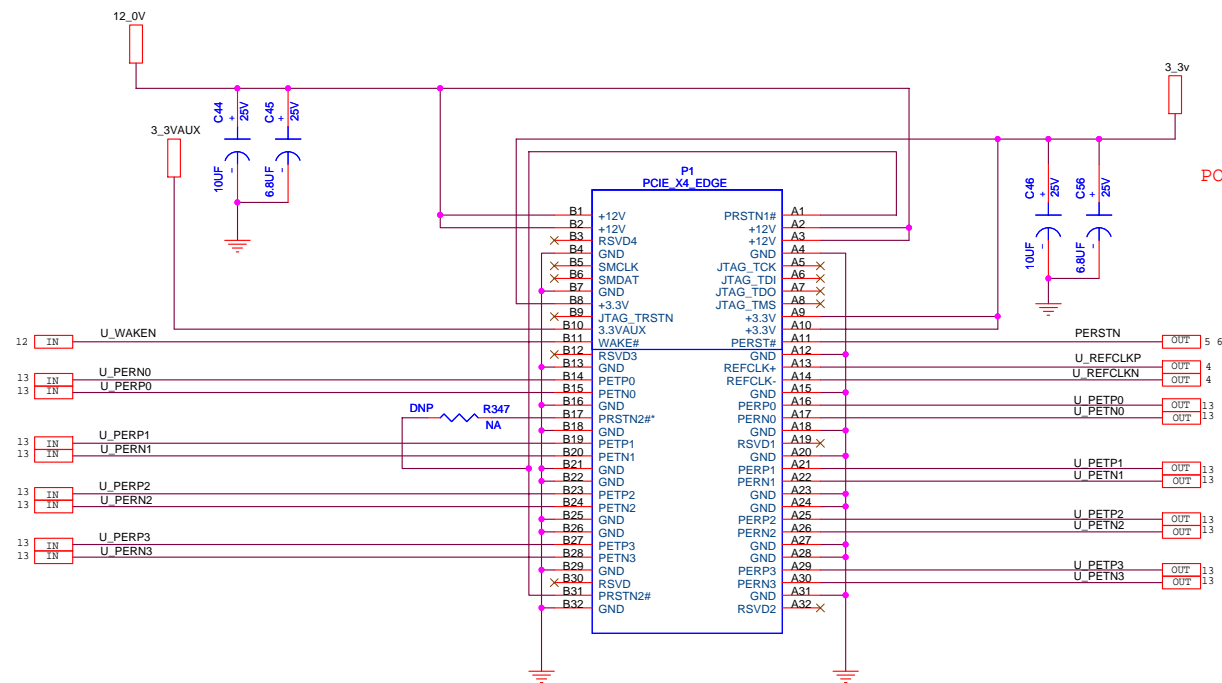 12_0V
3_3v
C44 + 25V - 10UF
C45 + 25V - 6.8UF
3_3VAUX
C46 + 25V - 10UF
C56 + 25V - 6.8UF
PC
P1
PCIE_X4_EDGE
B1 +12V PRSTN1# A1
B2 +12V +12V A2
B3 RSVD4 +12V A3
B4 GND GND A4
B5 SMCLK JTAG_TCK A5
B6 SMDAT JTAG_TDI A6
B7 GND JTAG_TDO A7
B8 +3.3V JTAG_TMS A8
B9 JTAG_TRSTN +3.3V A9
B10 3.3VAUX +3.3V A10
12 IN U_WAKEN B11 WAKE# PERST# A11 PERSTN OUT 5 6
B12 RSVD3 GND A12
B13 GND REFCLK+ A13 U_REFCLKP OUT 4
13 IN U_PERN0 B14 PETP0 REFCLK- A14 U_REFCLKN OUT 4
13 IN U_PERP0 B15 PETN0 GND A15
B16 GND PERP0 A16 U_PETP0 OUT 13
DNP R347 NA B17 PRSTN2#* PERN0 A17 U_PETN0 OUT 13
B18 GND GND A18
13 IN U_PERP1 B19 PETP1 RSVD1 A19
13 IN U_PERN1 B20 PETN1 GND A20
B21 GND PERP1 A21 U_PETP1 OUT 13
B22 GND PERN1 A22 U_PETN1 OUT 13
13 IN U_PERP2 B23 PETP2 GND A23
13 IN U_PERN2 B24 PETN2 GND A24
B25 GND PERP2 A25 U_PETP2 OUT 13
B26 GND PERN2 A26 U_PETN2 OUT 13
13 IN U_PERP3 B27 PETP3 GND A27
13 IN U_PERN3 B28 PETN3 GND A28
B29 GND PERP3 A29 U_PETP3 OUT 13
B30 RSVD PERN3 A30 U_PETN3 OUT 13
B31 PRSTN2# GND A31
B32 GND RSVD2 A32